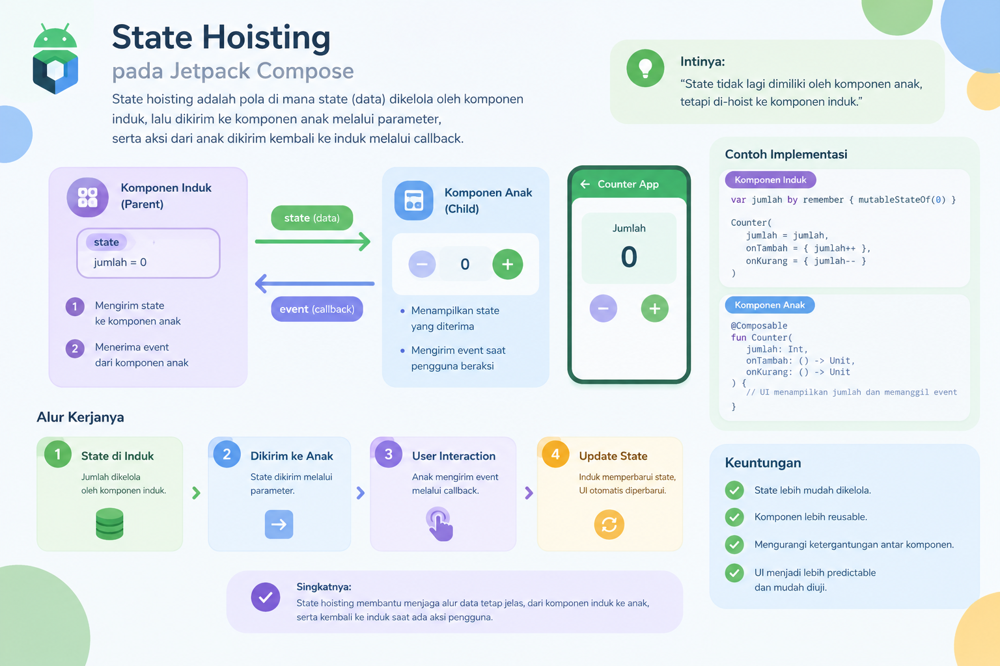 State Hoisting
pada Jetpack Compose
State hoisting adalah pola di mana state (data) dikelola oleh komponen
induk, lalu dikirim ke komponen anak melalui parameter,
serta aksi dari anak dikirim kembali ke induk melalui callback.
Intinya:
“State tidak lagi dimiliki oleh komponen anak,
tetapi di-hoist ke komponen induk.”
Komponen Induk
(Parent)
state
jumlah = 0
1 Mengirim state
ke komponen anak
2 Menerima event
dari komponen anak
state (data)
event (callback)
Komponen Anak
(Child)
− 0 +
• Menampilkan state
yang diterima
• Mengirim event saat
pengguna beraksi
← Counter App
Jumlah
0
− +
Contoh Implementasi
Komponen Induk
var jumlah by remember { mutableStateOf(0) }
Counter(
jumlah = jumlah,
onTambah = { jumlah++ },
onKurang = { jumlah-- }
)
Komponen Anak
@Composable
fun Counter(
jumlah: Int,
onTambah: () -> Unit,
onKurang: () -> Unit
) {
// UI menampilkan jumlah dan memanggil event
}
Alur Kerjanya
1 State di Induk
Jumlah dikelola
oleh komponen induk.
2 Dikirim ke Anak
State dikirim melalui
parameter.
3 User Interaction
Anak mengirim event
melalui callback.
4 Update State
Induk memperbarui state,
UI otomatis diperbarui.
Keuntungan
State lebih mudah dikelola.
Komponen lebih reusable.
Mengurangi ketergantungan antar komponen.
UI menjadi lebih predictable
dan mudah diuji.
Singkatnya:
State hoisting membantu menjaga alur data tetap jelas, dari komponen induk ke anak,
serta kembali ke induk saat ada aksi pengguna.